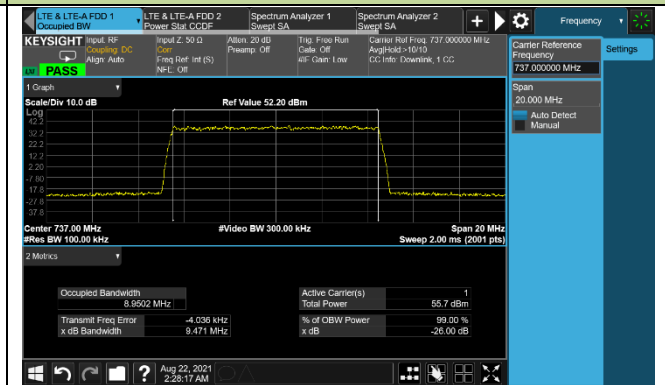 LTE & LTE-A FDD 1
Occupied BW
LTE & LTE-A FDD 2
Power Stat CCDF
Spectrum Analyzer 1
Swept SA
Spectrum Analyzer 2
Swept SA
+
Frequency
KEYSIGHT
Input: RF
Coupling: DC
Align: Auto
Input Z: 50 Ω
Corr
Freq Ref: Int (S)
NFE: Off
Atten: 20 dB
Preamp: Off
Trig: Free Run
Gate: Off
#IF Gain: Low
Carrier Ref Freq: 737.000000 MHz
Avg|Hold:>10/10
CC Info: Downlink, 1 CC
PASS
Carrier Reference
Frequency
737.000000 MHz
Settings
Span
20.000 MHz
Auto Detect
Manual
1 Graph
Scale/Div 10.0 dB
Ref Value 52.20 dBm
Log
42.2
32.2
22.2
12.2
2.20
-7.80
-17.8
-27.8
-37.8
Center 737.00 MHz
#Video BW 300.00 kHz
Span 20 MHz
#Res BW 100.00 kHz
Sweep 2.00 ms (2001 pts)
2 Metrics
Occupied Bandwidth
8.9502 MHz
Active Carrier(s)
1
Total Power
55.7 dBm
Transmit Freq Error
-4.036 kHz
% of OBW Power
99.00 %
x dB Bandwidth
9.471 MHz
x dB
-26.00 dB
?
Aug 22, 2021
2:28:17 AM